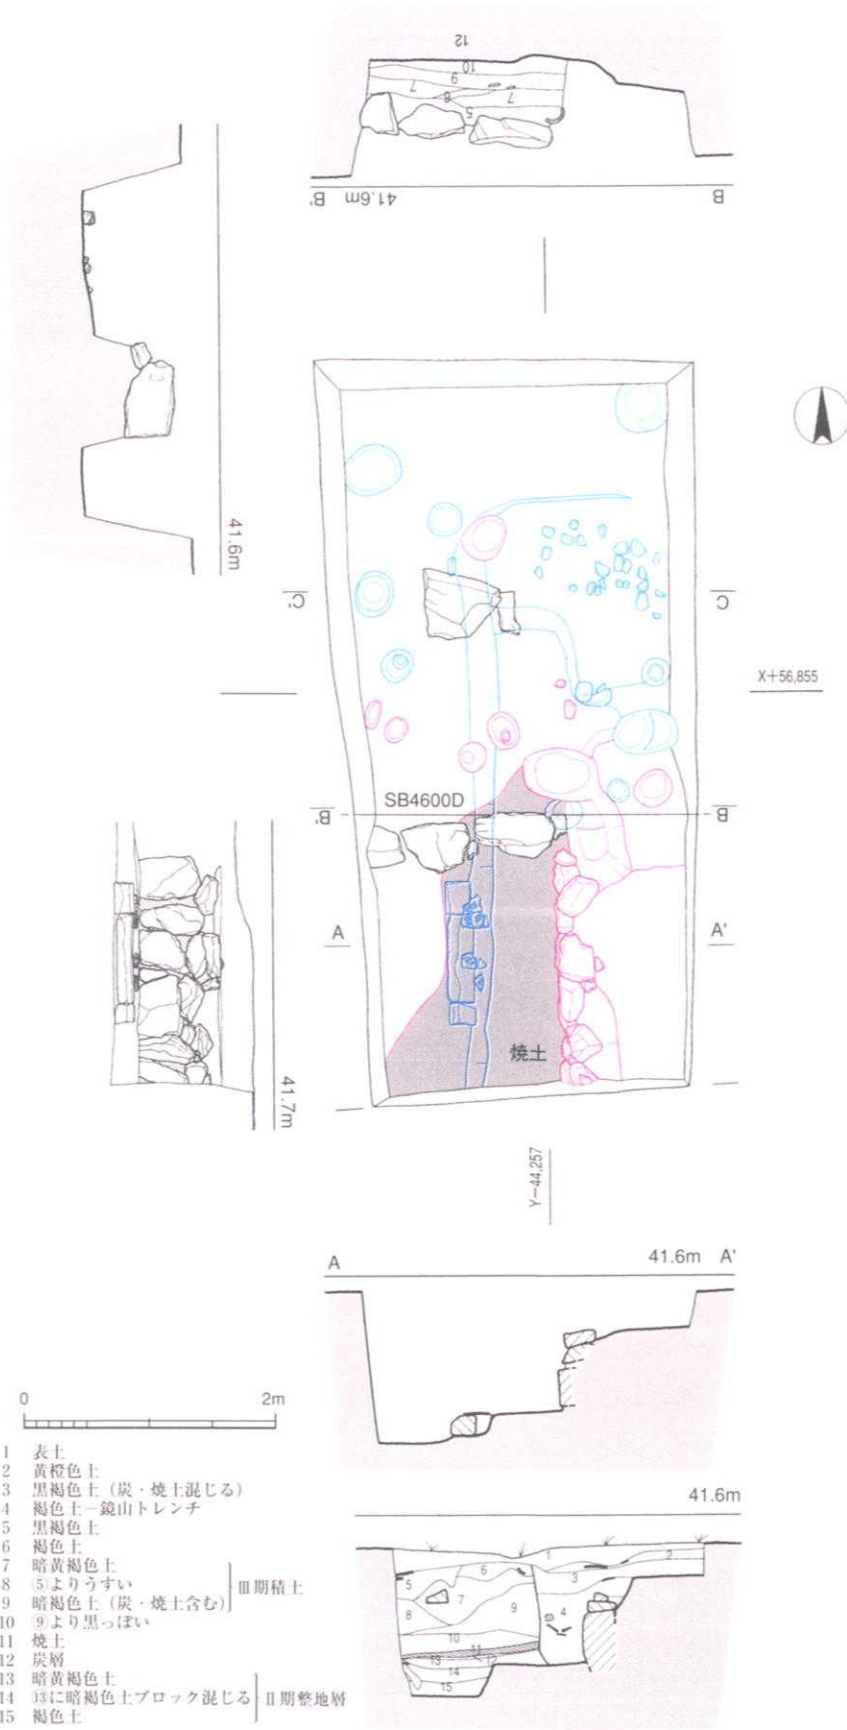 12
10
9
7
8
7
5
B' 41.6m B
41.6m
C' C
X+56,855
SB4600D
B' B
A A'
焼土
41.7m
Y-44,257
A 41.6m A'
0 2m
41.6m
1
2
3
4
5
6
7
8
9
10
11
12
13
14
15
1 表土
2 黄橙色土
3 黒褐色土（炭・焼土混じる）
4 褐色土－鏡山トレンチ
5 黒褐色土
6 褐色土
7 暗黄褐色土
8 ⑤よりうすい
9 暗褐色土（炭・焼土含む）
Ⅲ期積土
10 ⑨より黒っぽい
11 焼土
12 炭層
13 暗黄褐色土
14 ⑬に暗褐色土ブロック混じる
15 褐色土
Ⅱ期整地層